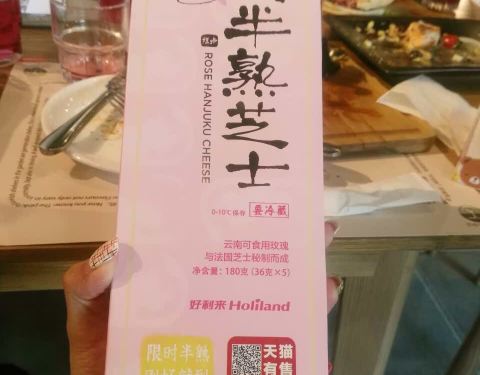 半熟芝士
ROSE HANJUKU CHEESE
0-10℃保存 要冷藏
云南可食用玫瑰
与法国芝士秘制而成
净含量：180克（36克×5）
好利来 Holiland
限时半熟
天猫
有售